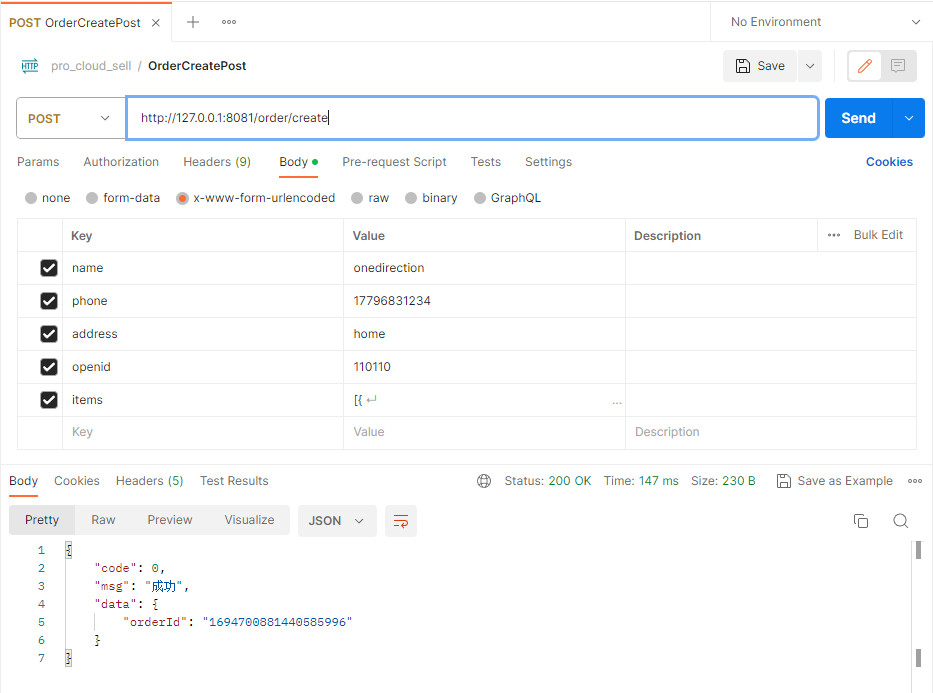 POST OrderCreatePost
No Environment
HTTP pro_cloud_sell / OrderCreatePost
Save
POST http://127.0.0.1:8081/order/create Send
Params Authorization Headers (9) Body Pre-request Script Tests Settings Cookies
none form-data x-www-form-urlencoded raw binary GraphQL
Key Value Description Bulk Edit
name onedirection
phone 17796831234
address home
openid 110110
items [{ ↵ ...
Key Value Description
Body Cookies Headers (5) Test Results Status: 200 OK Time: 147 ms Size: 230 B Save as Example
Pretty Raw Preview Visualize JSON
1 {
2 "code": 0,
3 "msg": "成功",
4 "data": {
5 "orderId": "1694700881440585996"
6 }
7 }